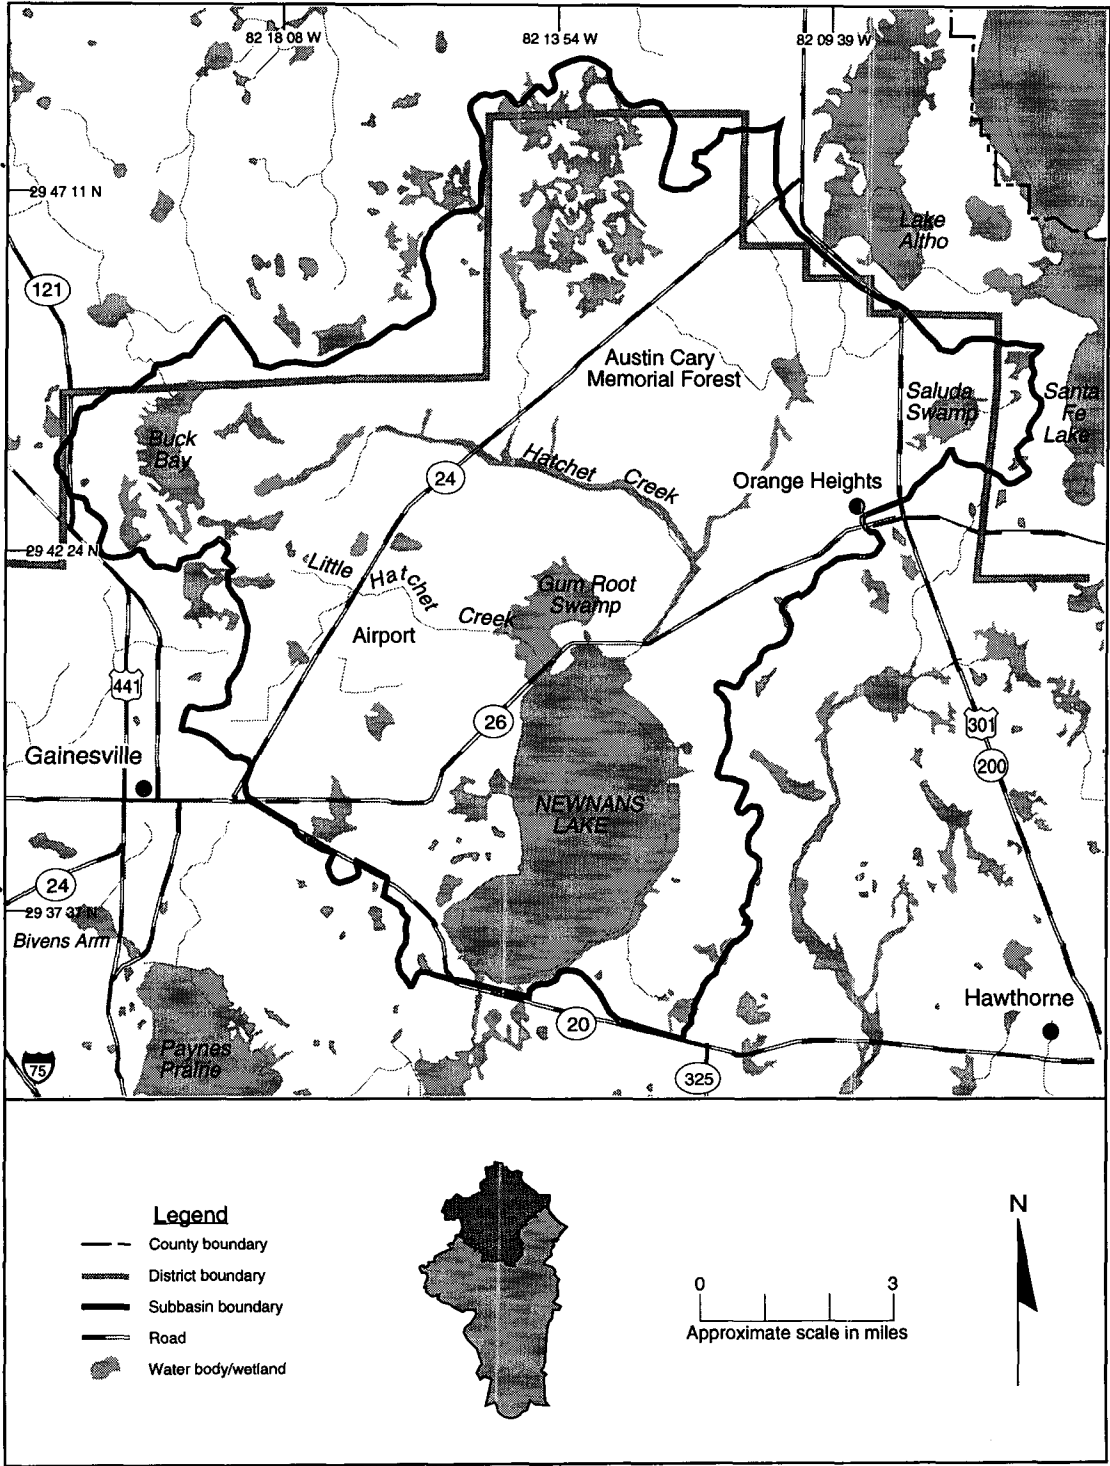 82 18 08 W
82 13 54 W
82 09 39 W
29 47 11 N
Lake
Altho
121
Austin Cary
Memorial Forest
Saluda
Swamp
Santa
Fe
Lake
Buck
Bay
Hatchet Creek
24
Orange Heights
29 42 24 N
Little Hatchet Creek
Gum Root
Swamp
Airport
441
26
301
200
Gainesville
NEWNANS
LAKE
24
29 37 37 N
Bivens Arm
Hawthorne
20
Paynes
Prairie
75
325
Legend
County boundary
District boundary
Subbasin boundary
Road
Water body/wetland
N
0 3
Approximate scale in miles